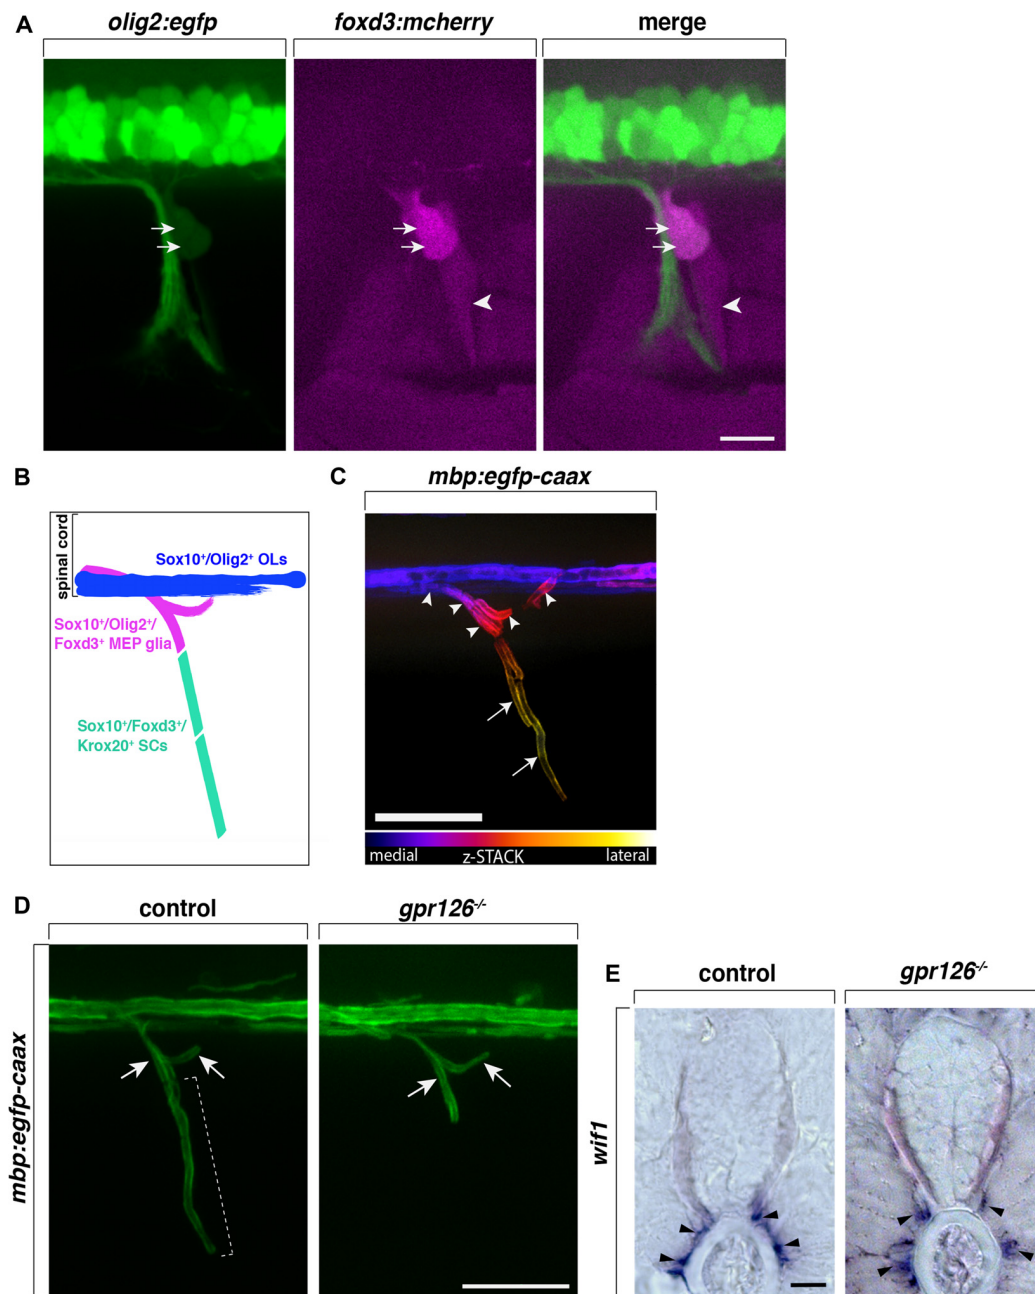 A
olig2:egfp
foxd3:mcherry
merge
B
spinal cord
Sox10⁺/Olig2⁺ OLs
Sox10⁺/Olig2⁺/
Foxd3⁺ MEP glia
Sox10⁺/Foxd3⁺/
Krox20⁺ SCs
C
mbp:egfp-caax
medial
z-STACK
lateral
D
control
gpr126⁻/⁻
mbp:egfp-caax
E
control
gpr126⁻/⁻
wif1